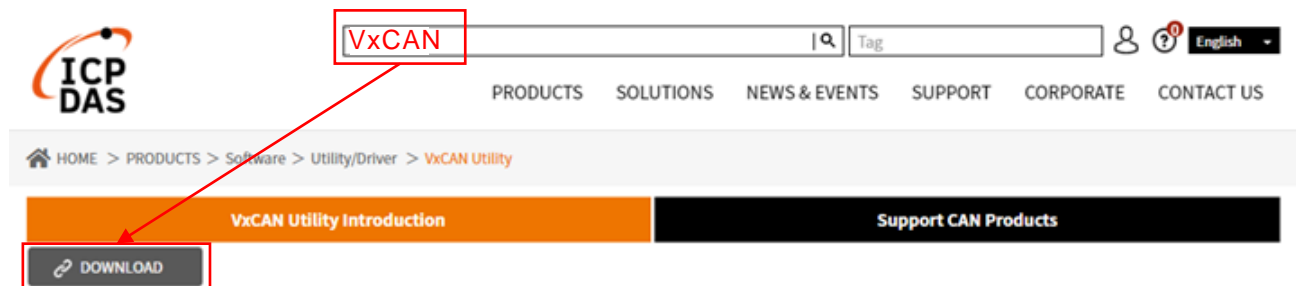 VxCAN
Tag
0
English
ICP
DAS
PRODUCTS SOLUTIONS NEWS & EVENTS SUPPORT CORPORATE CONTACT US
HOME > PRODUCTS > Software > Utility/Driver > VxCAN Utility
VxCAN Utility Introduction
Support CAN Products
DOWNLOAD